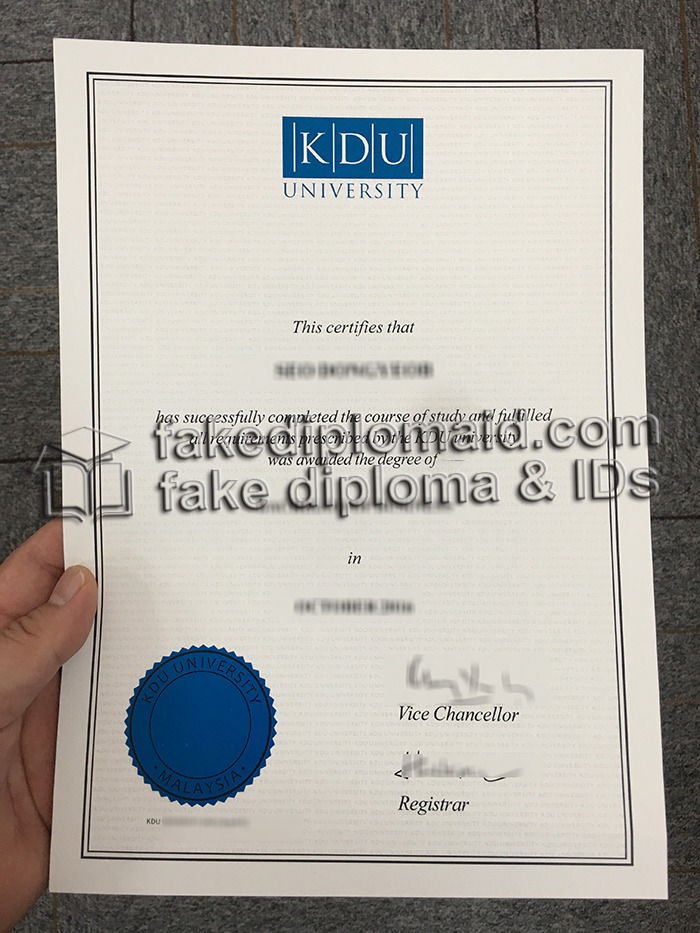 KDU
UNIVERSITY
This certifies that
has successfully completed the course of study and fulfilled
all requirements prescribed by the KDU university
was awarded the degree of
fakediplomaid.com
fake diploma & IDs
in
KDU UNIVERSITY
• MALAYSIA •
Vice Chancellor
Registrar
KDU